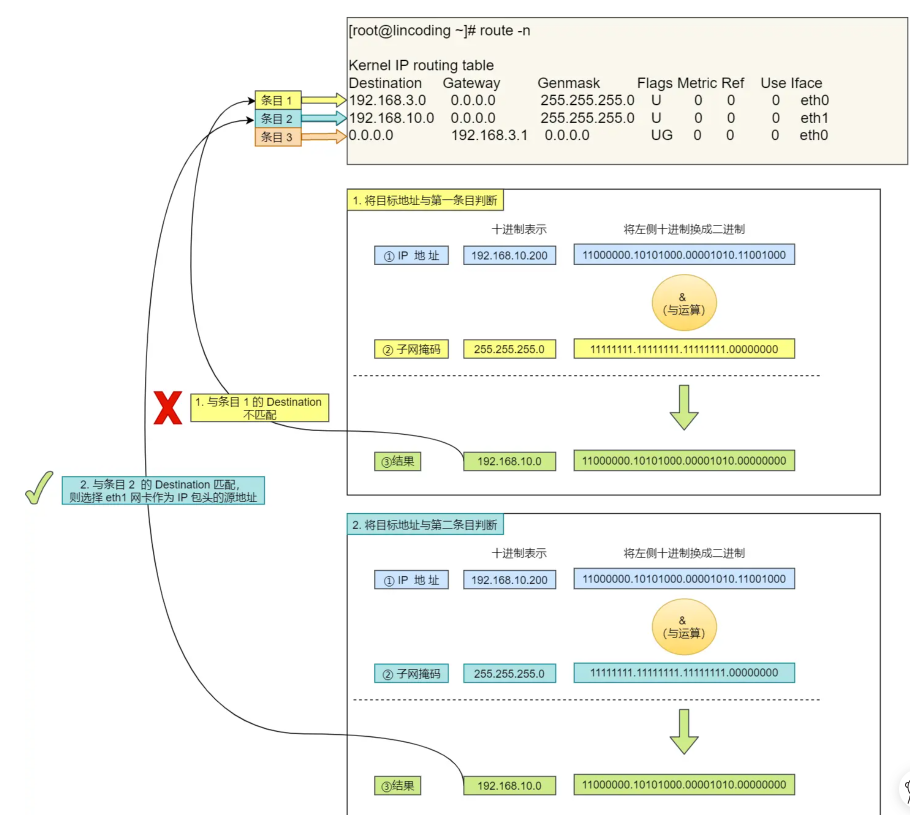 [root@lincoding ~]# route -n
Kernel IP routing table
Destination Gateway Genmask Flags Metric Ref Use Iface
条目 1 192.168.3.0 0.0.0.0 255.255.255.0 U 0 0 0 eth0
条目 2 192.168.10.0 0.0.0.0 255.255.255.0 U 0 0 0 eth1
条目 3 0.0.0.0 192.168.3.1 0.0.0.0 UG 0 0 0 eth0
1. 将目标地址与第一条目判断
十进制表示 将左侧十进制换成二进制
① IP 地 址 192.168.10.200 11000000.10101000.00001010.11001000
&
(与运算)
② 子网掩码 255.255.255.0 11111111.11111111.11111111.00000000
X
1. 与条目 1 的 Destination
不匹配
③结果 192.168.10.0 11000000.10101000.00001010.00000000
2. 与条目 2 的 Destination 匹配,
则选择 eth1 网卡作为 IP 包头的源地址
2. 将目标地址与第二条目判断
十进制表示 将左侧十进制换成二进制
① IP 地 址 192.168.10.200 11000000.10101000.00001010.11001000
&
(与运算)
② 子网掩码 255.255.255.0 11111111.11111111.11111111.00000000
③结果 192.168.10.0 11000000.10101000.00001010.00000000